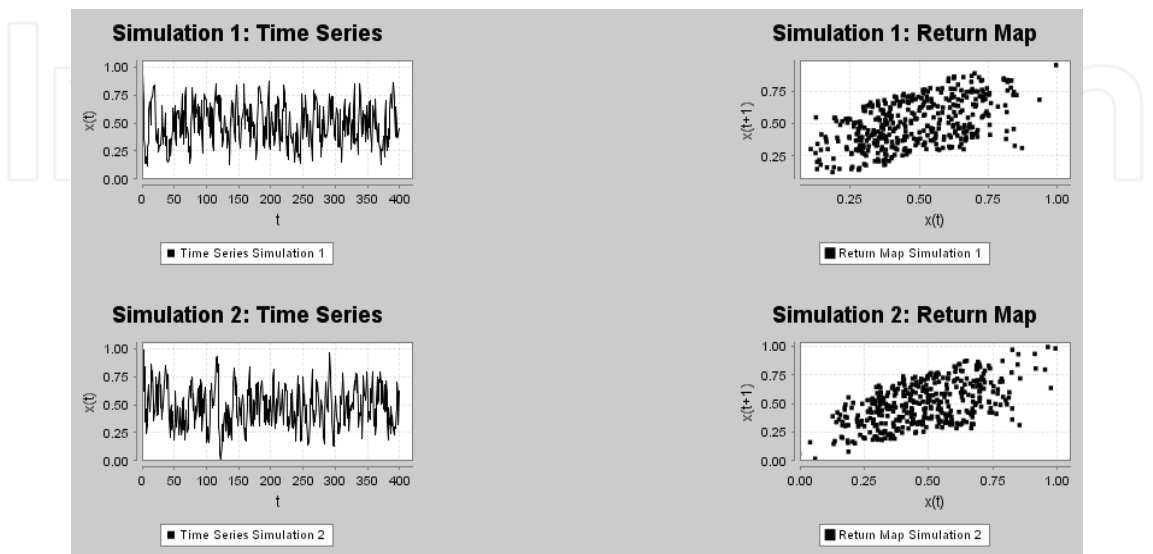 Simulation 1: Time Series
1.00
0.75
0.50
0.25
0.00
x(t)
0 50 100 150 200 250 300 350 400
t
Time Series Simulation 1
Simulation 1: Return Map
0.75
0.50
0.25
x(t+1)
0.25 0.50 0.75 1.00
x(t)
Return Map Simulation 1
Simulation 2: Time Series
1.00
0.75
0.50
0.25
0.00
x(t)
0 50 100 150 200 250 300 350 400
t
Time Series Simulation 2
Simulation 2: Return Map
1.00
0.75
0.50
0.25
0.00
x(t+1)
0.00 0.25 0.50 0.75 1.00
x(t)
Return Map Simulation 2